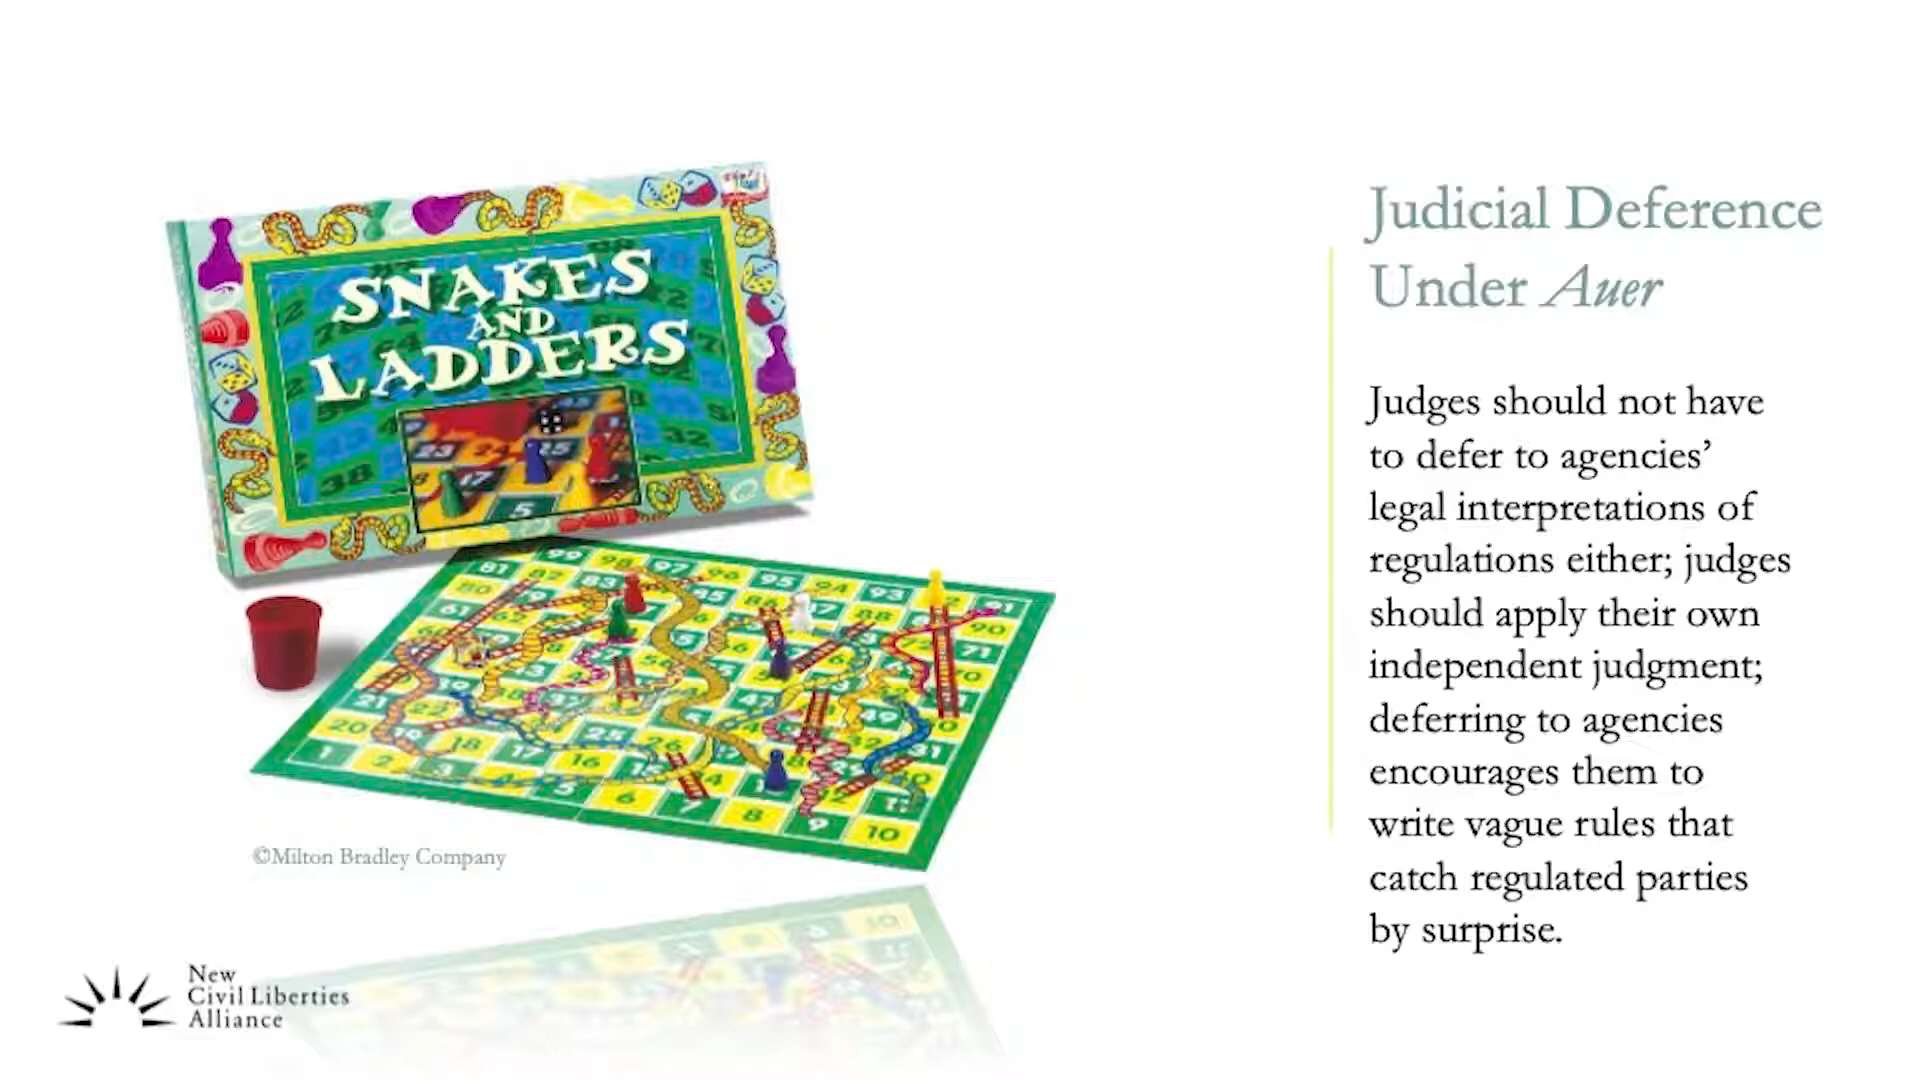 SNAKES
AND
LADDERS
Judicial Deference
Under Auer
Judges should not have
to defer to agencies’
legal interpretations of
regulations either; judges
should apply their own
independent judgment;
deferring to agencies
encourages them to
write vague rules that
catch regulated parties
by surprise.
©Milton Bradley Company
New
Civil Liberties
Alliance